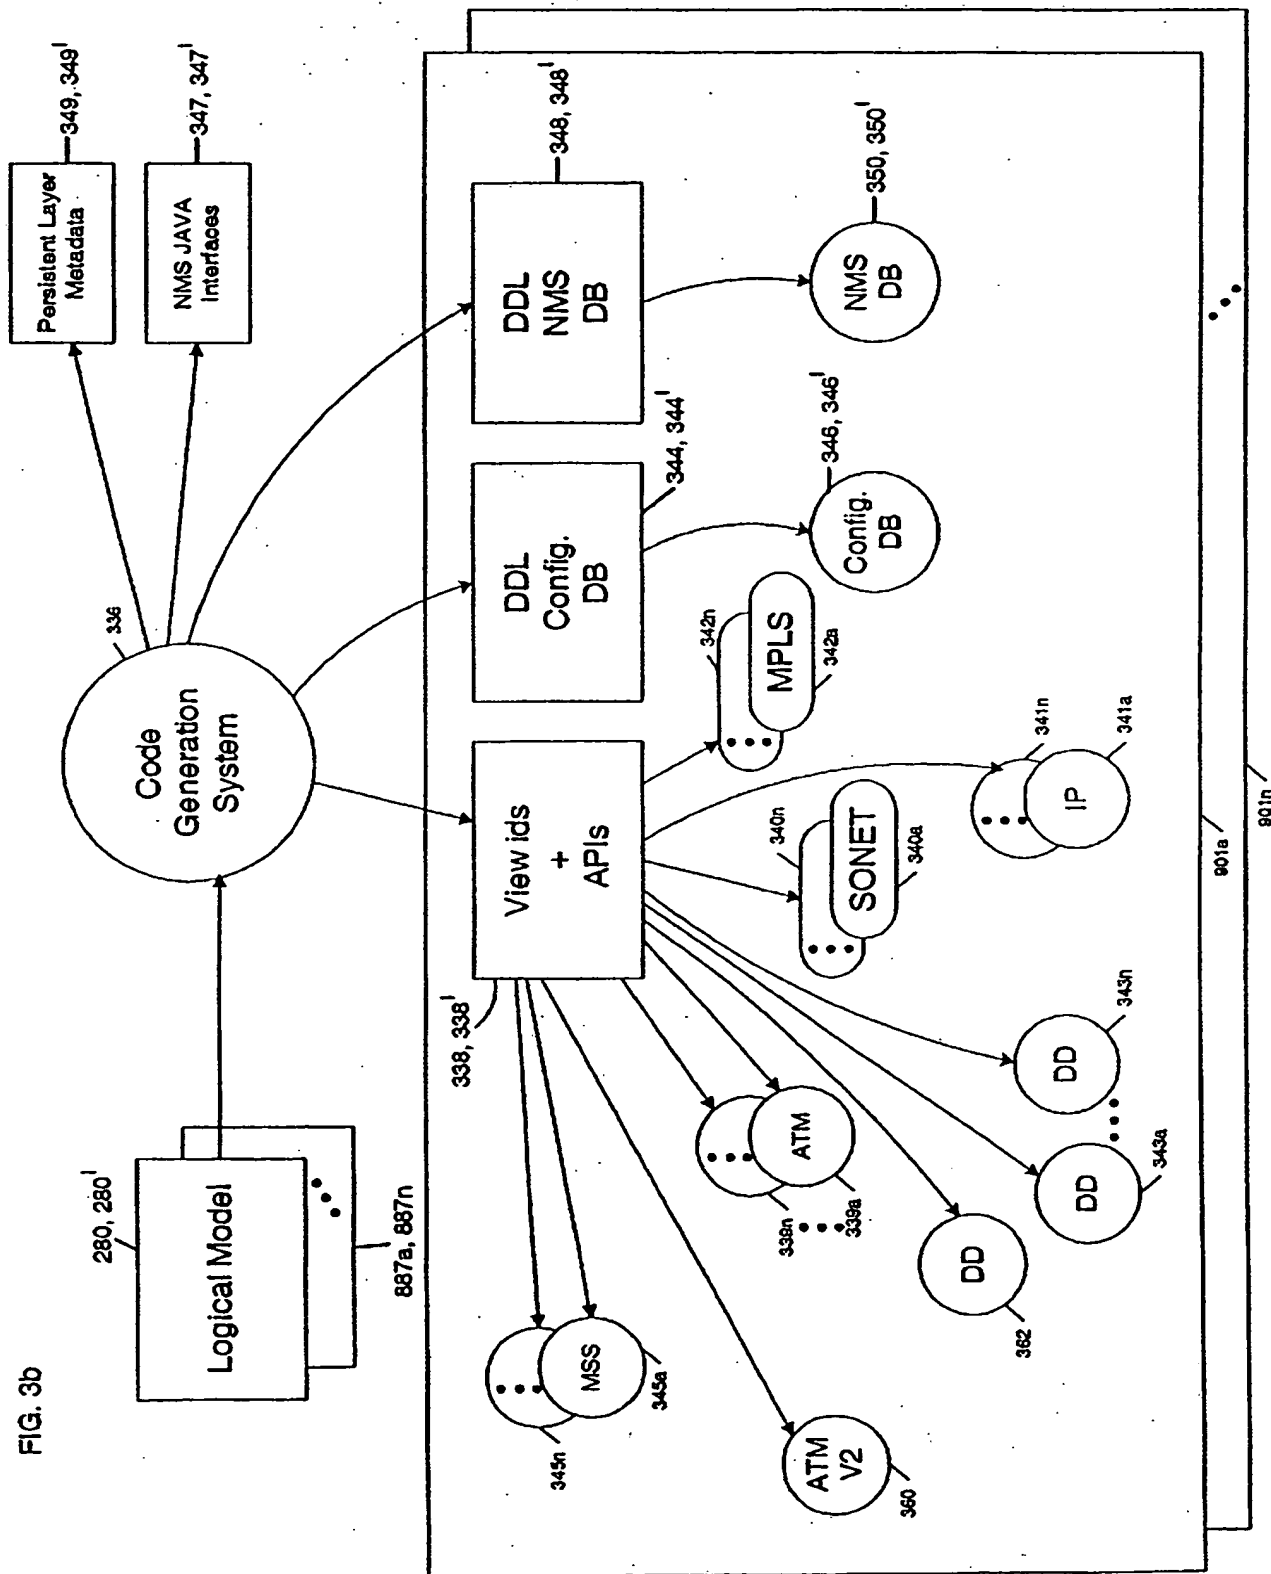 FIG. 3b
280, 280'
Logical Model
887a, 887n
336
Code
Generation
System
Persistent Layer
Metadata
349, 349'
NMS JAVA
Interfaces
347, 347'
338, 338'
View ids
+
APIs
DDL
Config.
DB
344, 344'
DDL
NMS
DB
348, 348'
345n
MSS
345a
ATM
V2
360
339n
ATM
339a
DD
362
DD
343a
DD
343n
340n
SONET
340a
342n
MPLS
342a
341n
IP
341a
Config.
DB
346, 346'
NMS
DB
350, 350'
901a
901n